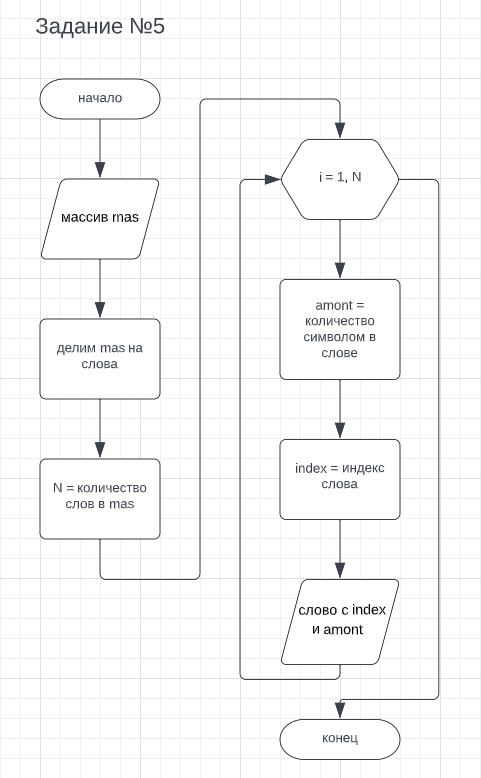 Задание №5
начало
массив mas
делим mas на
слова
N = количество
слов в mas
i = 1, N
amont =
количество
символом в
слове
index = индекс
слова
слово с index
и amont
конец